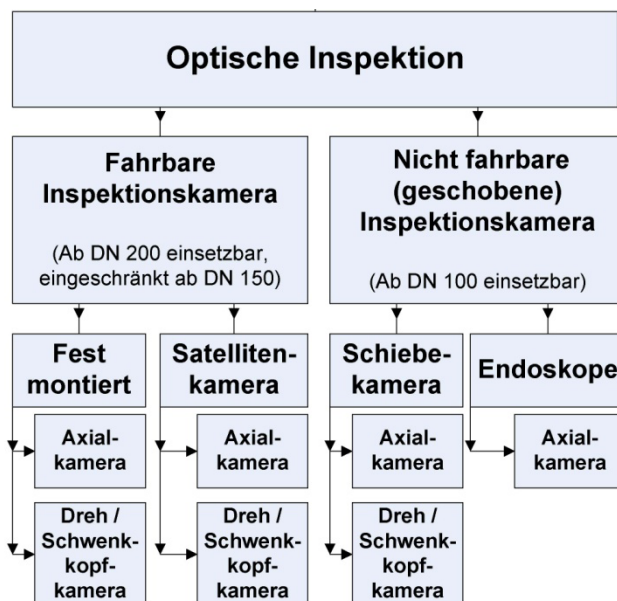 Optische Inspektion
Fahrbare
Inspektionskamera
(Ab DN 200 einsetzbar,
eingeschränkt ab DN 150)
Nicht fahrbare
(geschobene)
Inspektionskamera
(Ab DN 100 einsetzbar)
Fest
montiert
Satelliten-
kamera
Schiebe-
kamera
Endoskope
Axial-
kamera
Axial-
kamera
Axial-
kamera
Axial-
kamera
Dreh /
Schwenk-
kopf-
kamera
Dreh /
Schwenk-
kopf-
kamera
Dreh /
Schwenk-
kopf-
kamera